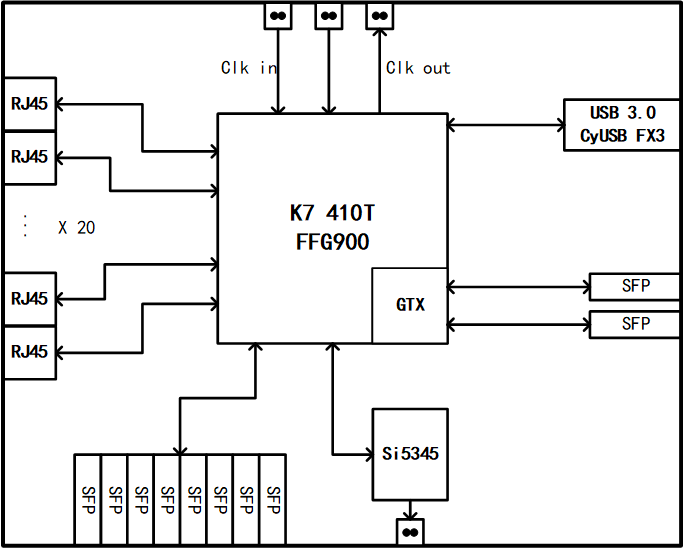 Clk in
Clk out
RJ45
USB 3.0
CyUSB FX3
RJ45
K7 410T
FFG900
X 20
RJ45
GTX
SFP
SFP
RJ45
Si5345
SFP
SFP
SFP
SFP
SFP
SFP
SFP
SFP